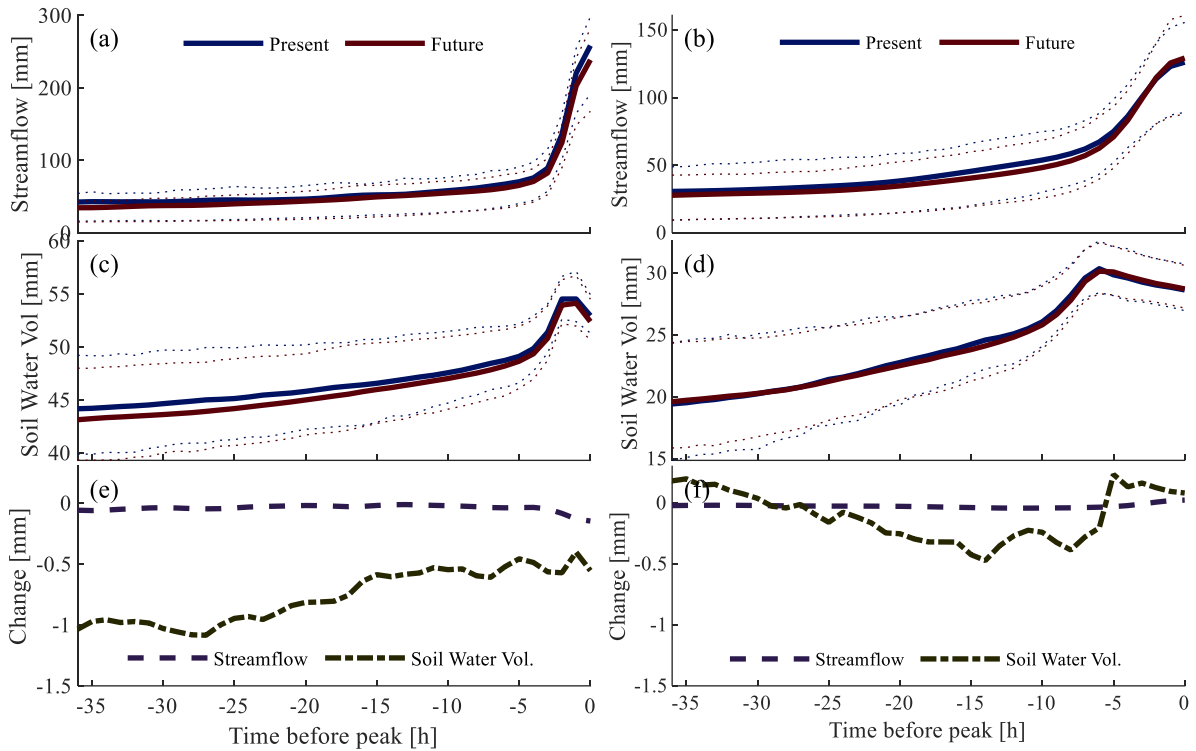 (a)
Present Future
Streamflow [mm]
300
200
100
0
(b)
Present Future
Streamflow [mm]
150
100
50
0
(c)
Soil Water Vol [mm]
60
55
50
45
40
(d)
Soil Water Vol [mm]
30
25
20
15
(e)
Change [mm]
0
-0.5
-1
-1.5
Streamflow Soil Water Vol.
-35 -30 -25 -20 -15 -10 -5 0
Time before peak [h]
(f)
Change [mm]
0
-0.5
-1
-1.5
Streamflow Soil Water Vol.
-35 -30 -25 -20 -15 -10 -5 0
Time before peak [h]